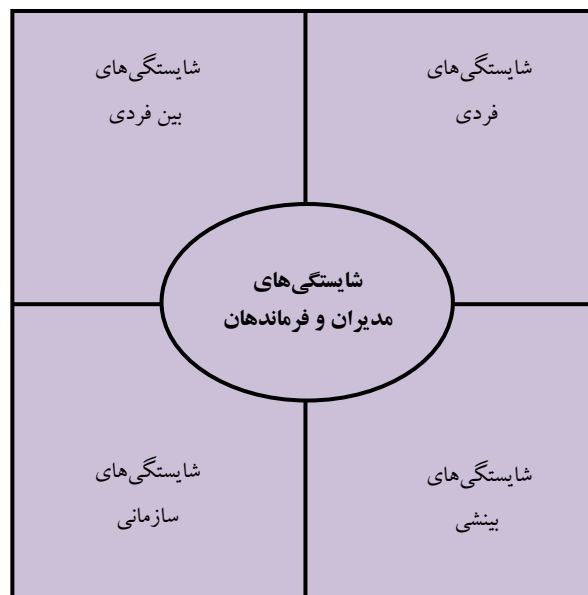 شایستگی‌های
فردی
شایستگی‌های
بین فردی
شایستگی‌های
مدیران و فرماندهان
شایستگی‌های
بینشی
شایستگی‌های
سازمانی